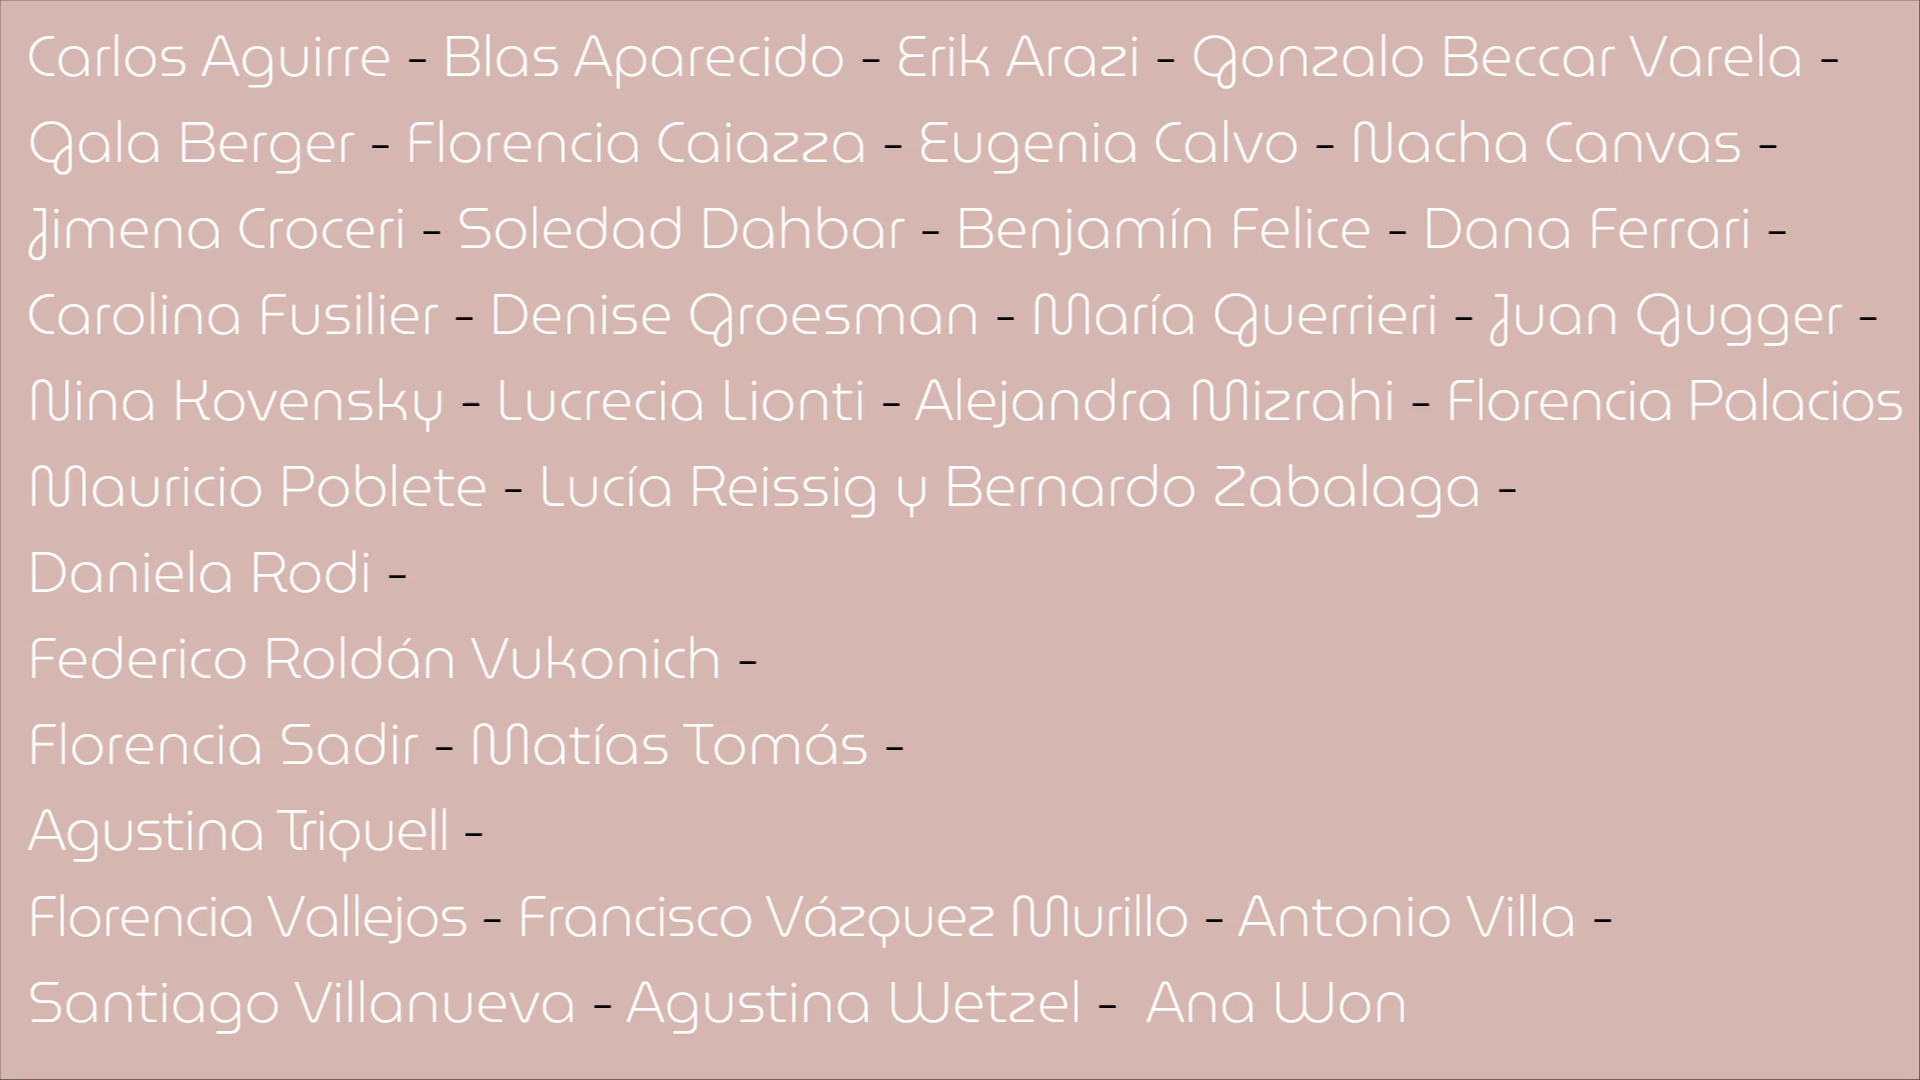 Carlos Aguirre - Blas Aparecido - Erik Arazi - Gonzalo Beccar Varela -
Gala Berger - Florencia Caiazza - Eugenia Calvo - Nacha Canvas -
Jimena Croceri - Soledad Dahbar - Benjamín Felice - Dana Ferrari -
Carolina Fusilier - Denise Groesman - María Guerrieri - Juan Gugger -
Nina Kovensky - Lucrecia Lionti - Alejandra Mizrahi - Florencia Palacios
Mauricio Poblete - Lucía Reissig y Bernardo Zabalaga -
Daniela Rodi -
Federico Roldán Vukonich -
Florencia Sadir - Matías Tomás -
Agustina Triquell -
Florencia Vallejos - Francisco Vázquez Murillo - Antonio Villa -
Santiago Villanueva - Agustina Wetzel - Ana Won